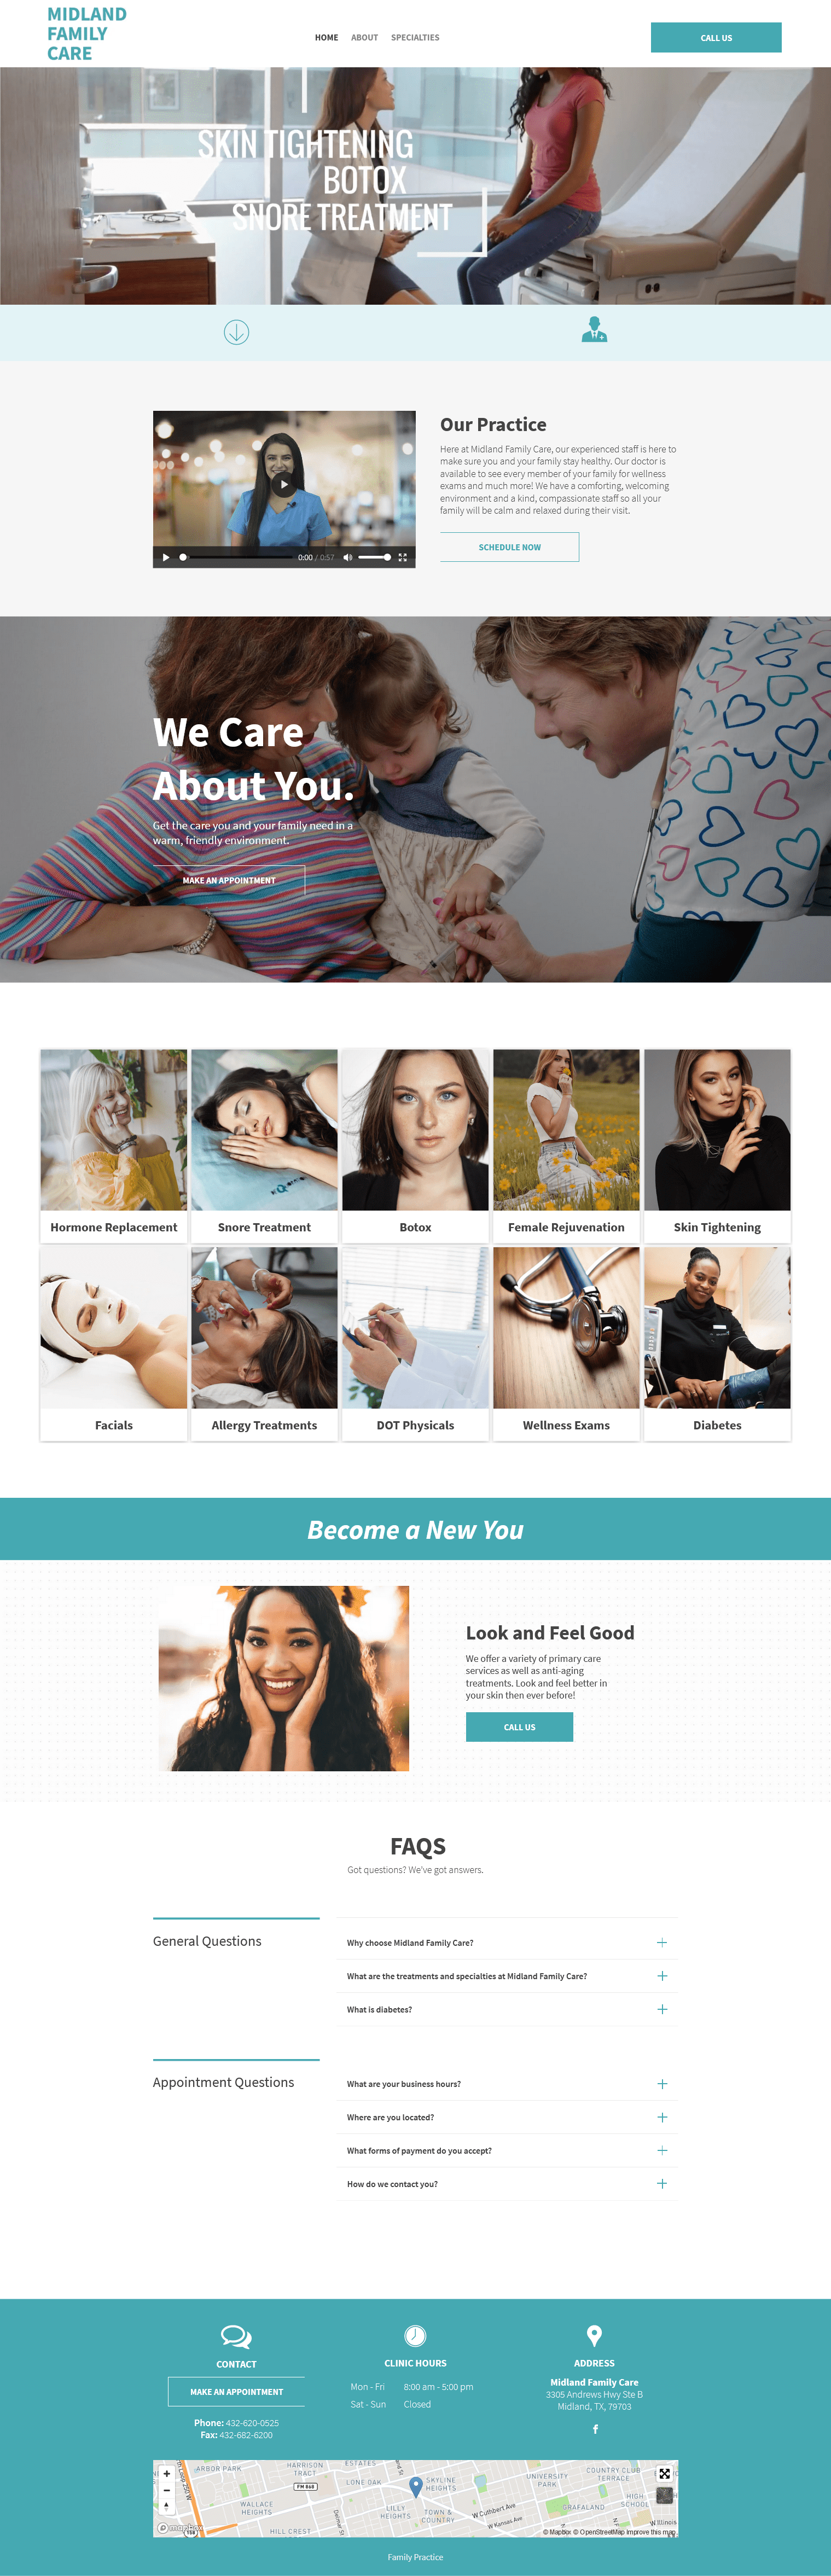 MIDLAND
FAMILY
CARE
HOME ABOUT SPECIALTIES
CALL US
SKIN TIGHTENING
BOTOX
SNORE TREATMENT
Our Practice
Here at Midland Family Care, our experienced staff is here to
make sure you and your family stay healthy. Our doctor is
available to see every member of your family for wellness
exams and much more! We have a comforting, welcoming
environment and a kind, compassionate staff so all your
family will be calm and relaxed during their visit.
0:00 / 0:57
SCHEDULE NOW
We Care
About You.
Get the care you and your family need in a
warm, friendly environment.
MAKE AN APPOINTMENT
Hormone Replacement
Snore Treatment
Botox
Female Rejuvenation
Skin Tightening
Facials
Allergy Treatments
DOT Physicals
Wellness Exams
Diabetes
Become a New You
Look and Feel Good
We offer a variety of primary care
services as well as anti-aging
treatments. Look and feel better in
your skin then ever before!
CALL US
FAQS
Got questions? We've got answers.
General Questions
Why choose Midland Family Care?
What are the treatments and specialties at Midland Family Care?
What is diabetes?
Appointment Questions
What are your business hours?
Where are you located?
What forms of payment do you accept?
How do we contact you?
CONTACT
MAKE AN APPOINTMENT
Phone: 432-620-0525
Fax: 432-682-6200
CLINIC HOURS
Mon - Fri 8:00 am - 5:00 pm
Sat - Sun Closed
ADDRESS
Midland Family Care
3305 Andrews Hwy Ste B
Midland, TX, 79703
ARBOR PARK
HARRISON
TRACT
ESTATES
LONE OAK
FM 868
SKYLINE
HEIGHTS
UNIVERSITY
PARK
COUNTRY CLUB
TERRACE
WALLACE
HEIGHTS
LILLY
HEIGHTS
TOWN &
COUNTRY
W Cuthbert Ave
W Kansas Ave
GRAFALAND
HIGH
SCHOOL
W Illinois
HILL CREST
Delmar St
mapbox
© Mapbox © OpenStreetMap Improve this map
Family Practice